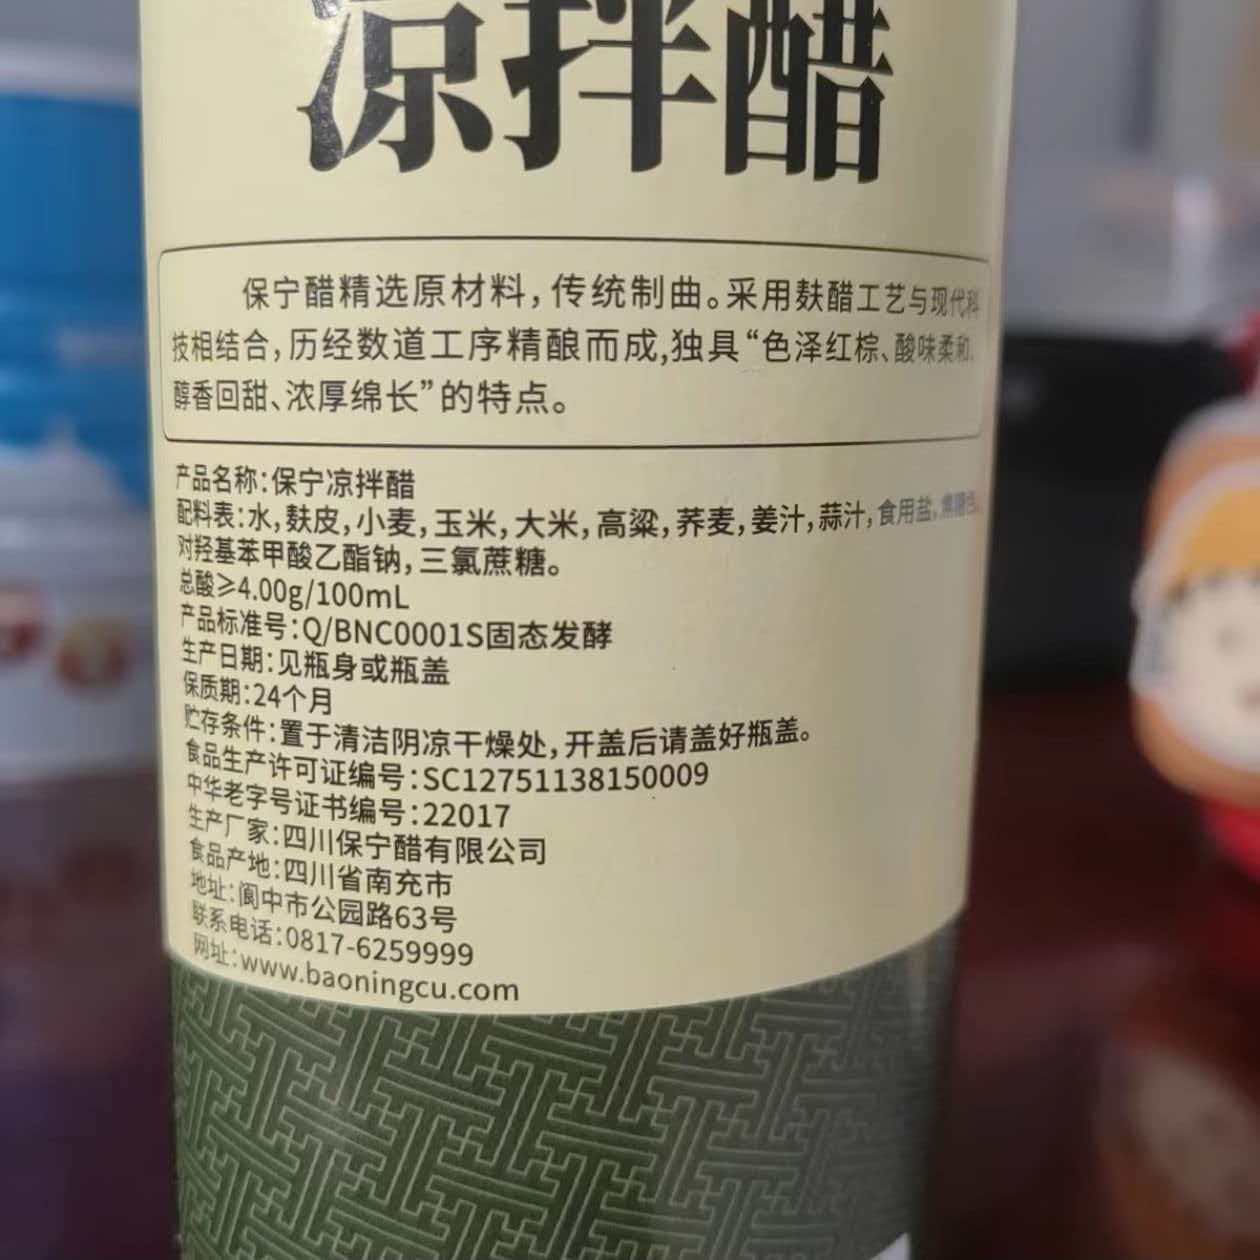 凉拌醋
保宁醋精选原材料，传统制曲。采用麸醋工艺与现代科
技相结合，历经数道工序精酿而成,独具“色泽红棕、酸味柔和、
醇香回甜、浓厚绵长”的特点。
产品名称：保宁凉拌醋
配料表：水，麸皮，小麦，玉米，大米，高粱，荞麦，姜汁，蒜汁，食用盐，焦糖色，
对羟基苯甲酸乙酯钠，三氯蔗糖。
总酸≥4.00g/100mL
产品标准号：Q/BNC0001S固态发酵
生产日期：见瓶身或瓶盖
保质期：24个月
贮存条件：置于清洁阴凉干燥处，开盖后请盖好瓶盖。
食品生产许可证编号：SC12751138150009
中华老字号证书编号：22017
生产厂家：四川保宁醋有限公司
食品产地：四川省南充市
地址：阆中市公园路63号
联系电话：0817-6259999
网址：www.baoningcu.com